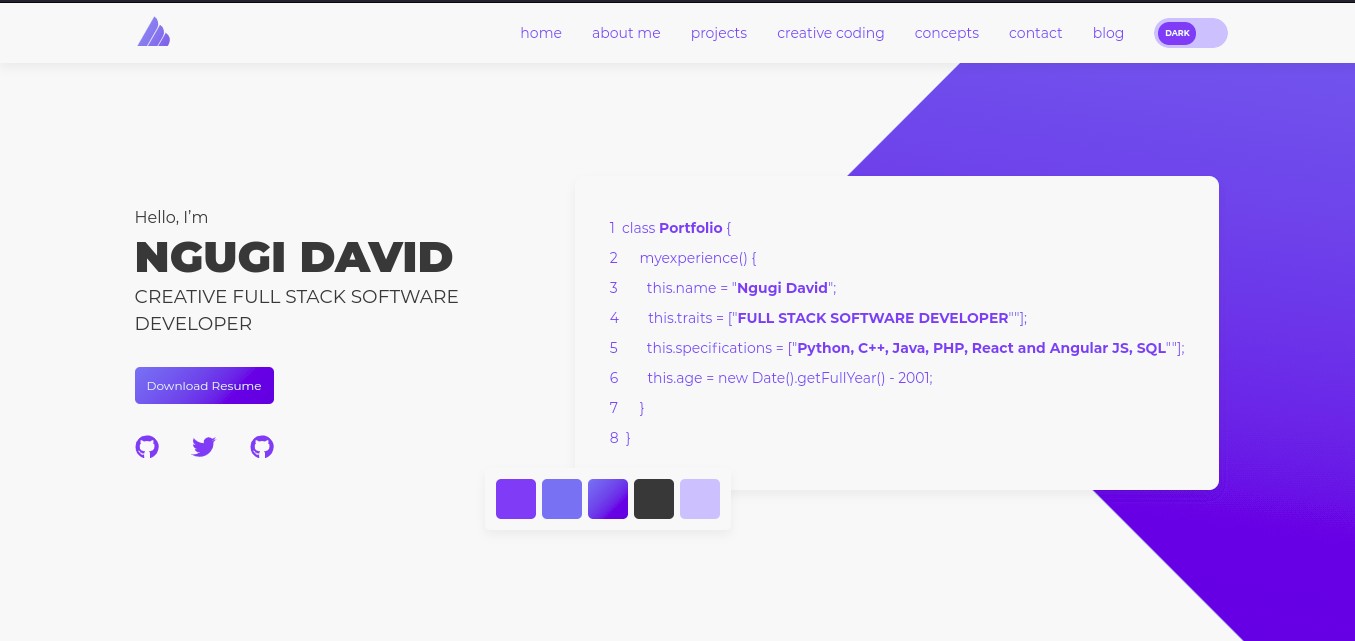 home about me projects creative coding concepts contact blog DARK
Hello, I'm
NGUGI DAVID
CREATIVE FULL STACK SOFTWARE
DEVELOPER
Download Resume
1 class Portfolio {
2 myexperience() {
3 this.name = "Ngugi David";
4 this.traits = ["FULL STACK SOFTWARE DEVELOPER""];
5 this.specifications = ["Python, C++, Java, PHP, React and Angular JS, SQL""];
6 this.age = new Date().getFullYear() - 2001;
7 }
8 }